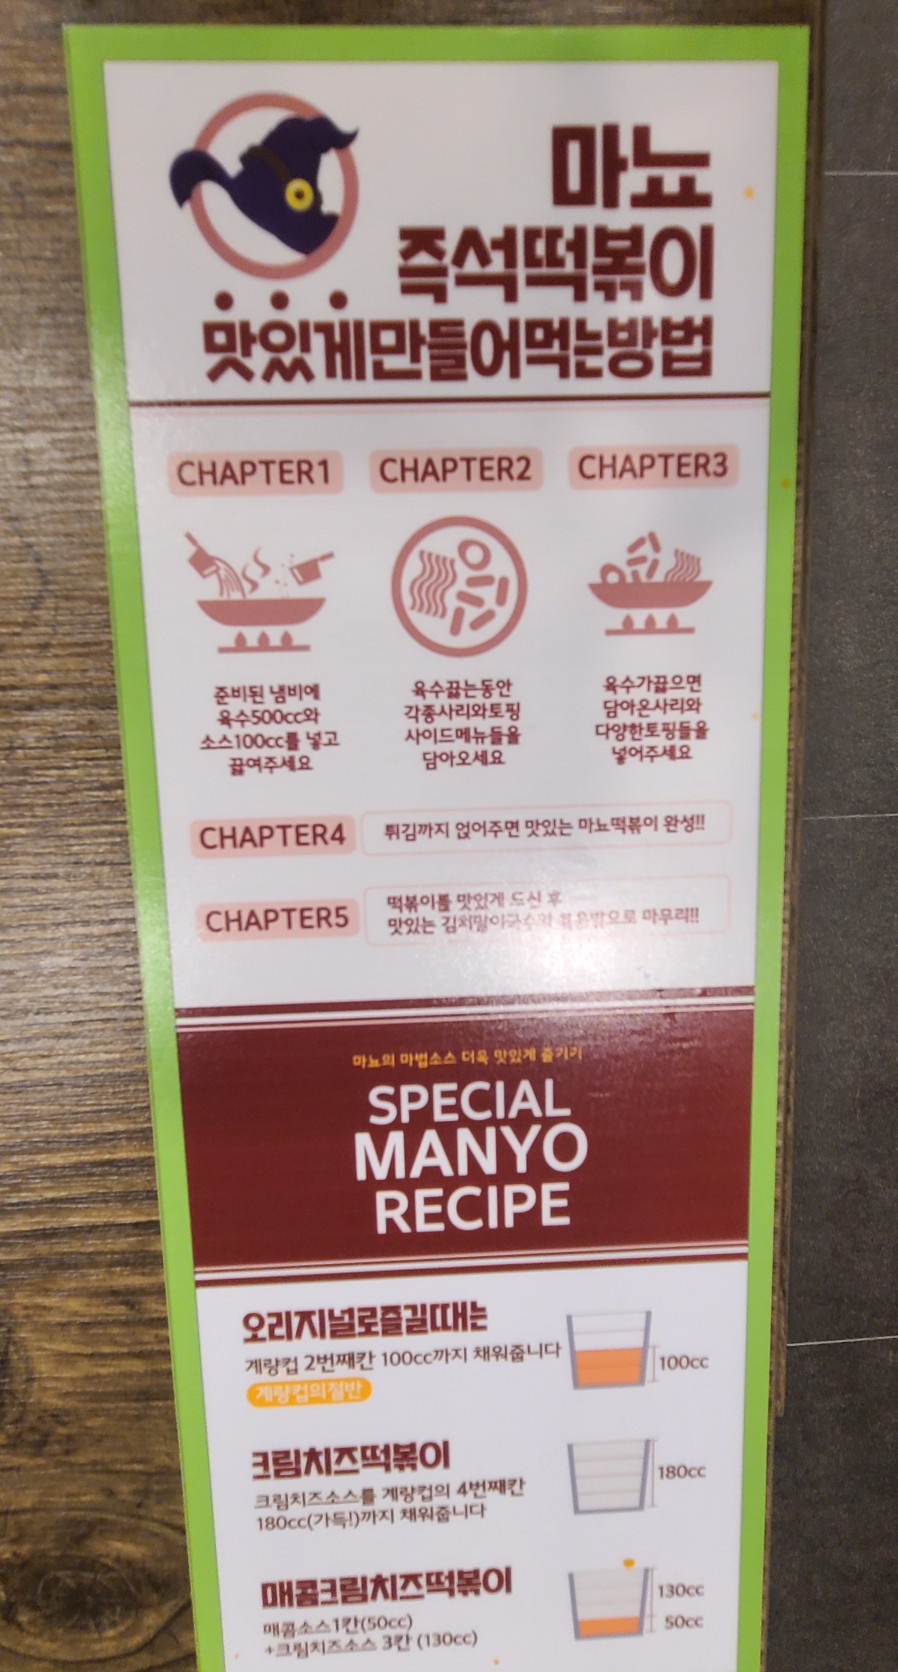 마뇨
즉석떡볶이
맛있게만들어먹는방법
CHAPTER1
준비된 냄비에
육수500cc와
소스100cc를 넣고
끓여주세요
CHAPTER2
육수끓는동안
각종사리와토핑
사이드메뉴들을
담아오세요
CHAPTER3
육수가끓으면
담아온사리와
다양한토핑들을
넣어주세요
CHAPTER4
튀김까지 얹어주면 맛있는 마뇨떡볶이 완성!!
CHAPTER5
떡볶이를 맛있게 드신 후
맛있는 김치말이국수와 볶음밥으로 마무리!!
마뇨의 마법소스 더욱 맛있게 즐기기
SPECIAL
MANYO
RECIPE
오리지널로즐길때는
계량컵 2번째칸 100cc까지 채워줍니다
계량컵의절반
100cc
크림치즈떡볶이
크림치즈소스를 계량컵의 4번째칸
180cc(가득!)까지 채워줍니다
180cc
매콤크림치즈떡볶이
매콤소스1칸(50cc)
+크림치즈소스 3칸 (130cc)
130cc
50cc